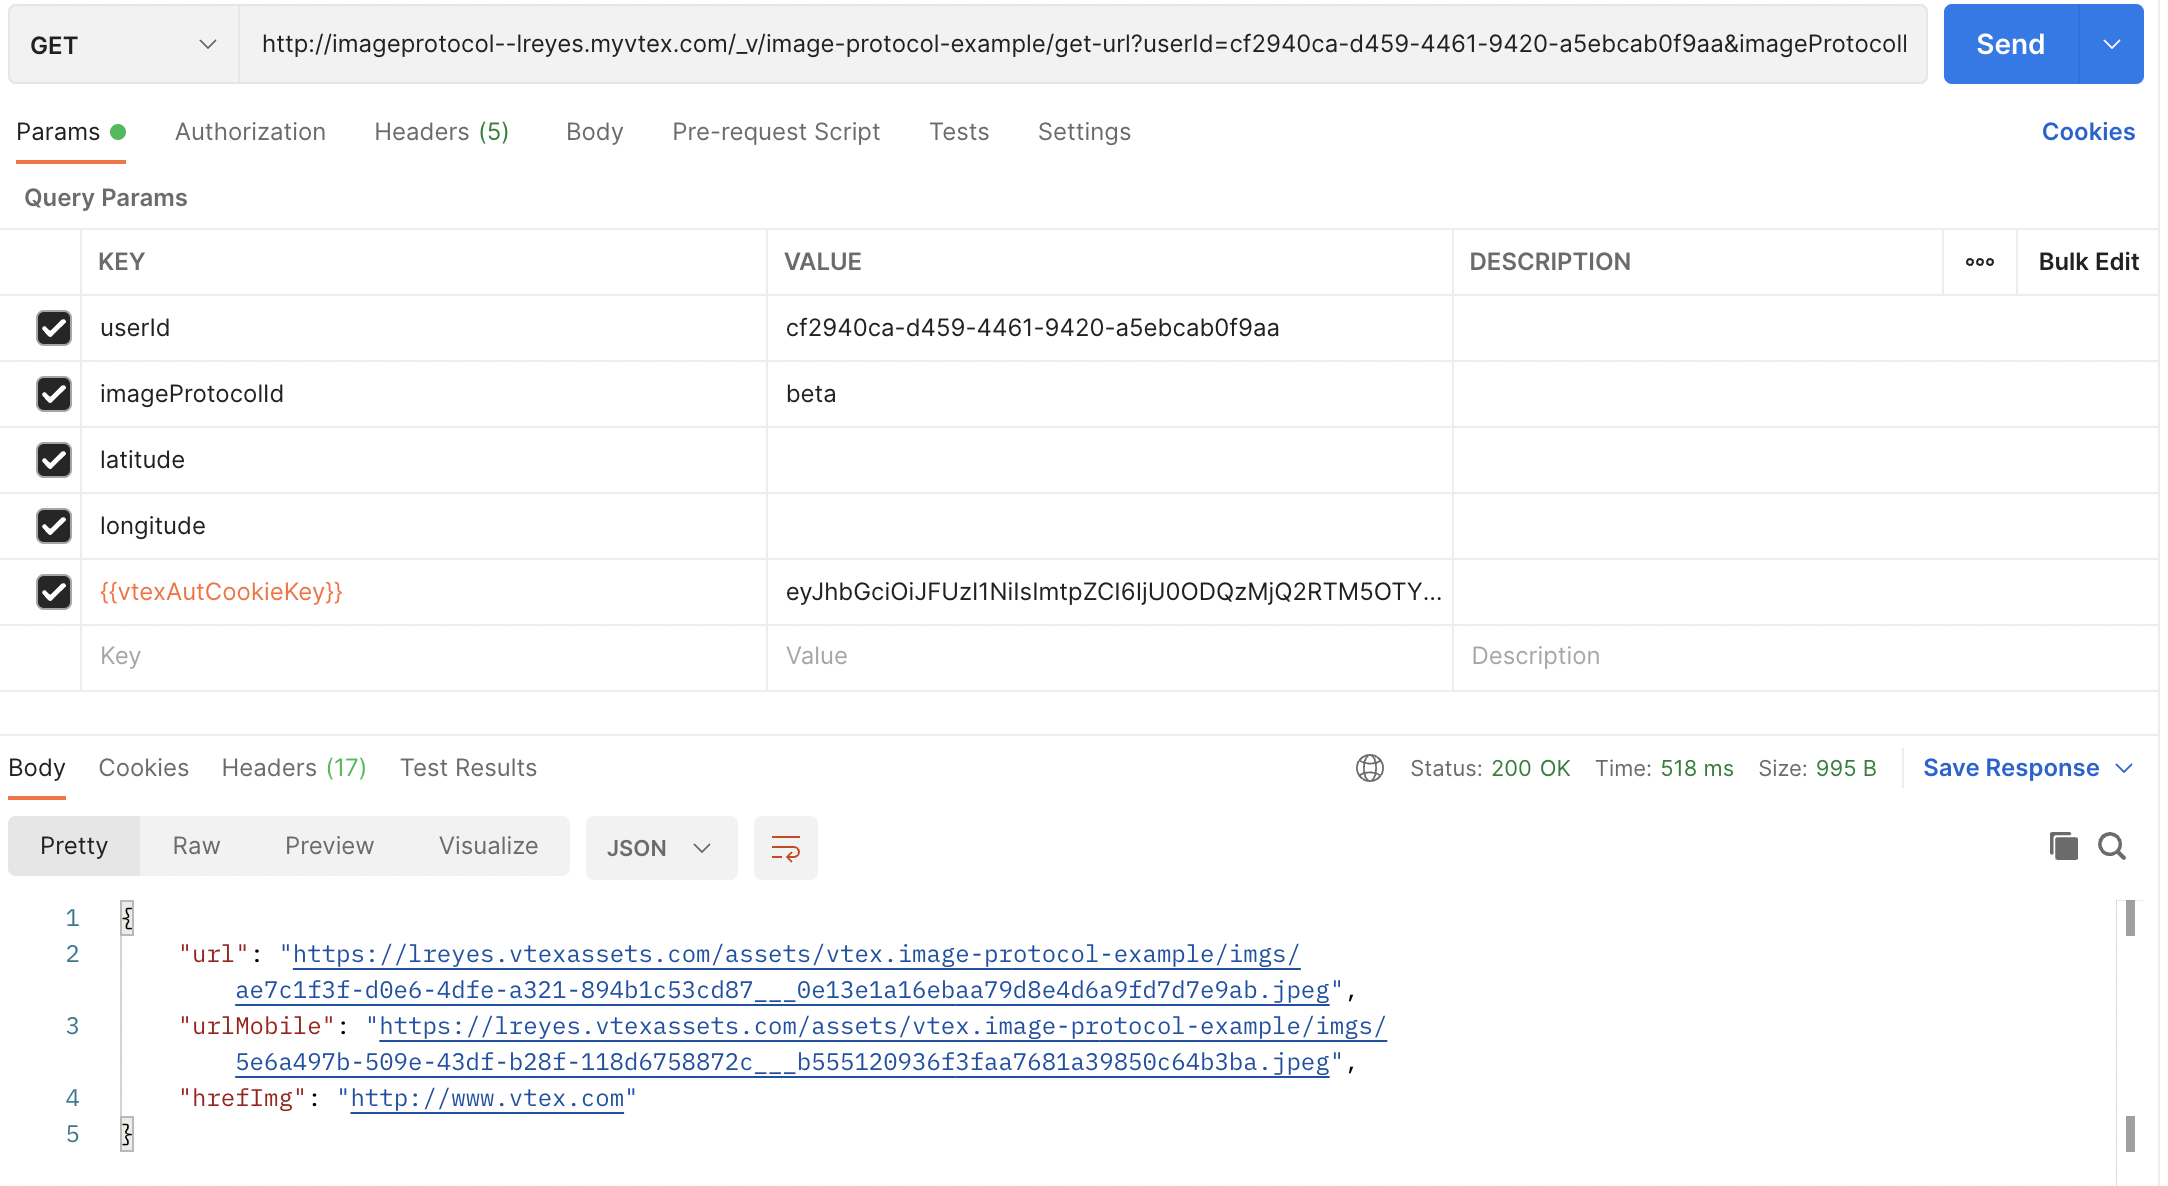 GET
http://imageprotocol--lreyes.myvtex.com/_v/image-protocol-example/get-url?userId=cf2940ca-d459-4461-9420-a5ebcab0f9aa&imageProtocolI
Send
Params
Authorization
Headers (5)
Body
Pre-request Script
Tests
Settings
Cookies
Query Params
KEY
VALUE
DESCRIPTION
Bulk Edit
userId
cf2940ca-d459-4461-9420-a5ebcab0f9aa
imageProtocolId
beta
latitude
longitude
{{vtexAutCookieKey}}
eyJhbGciOiJFUzI1NiIsImtpZCI6IjU0ODQzMjQ2RTM5OTY...
Key
Value
Description
Body
Cookies
Headers (17)
Test Results
Status: 200 OK
Time: 518 ms
Size: 995 B
Save Response
Pretty
Raw
Preview
Visualize
JSON
1 {
2 "url": "https://lreyes.vtexassets.com/assets/vtex.image-protocol-example/imgs/
ae7c1f3f-d0e6-4dfe-a321-894b1c53cd87___0e13e1a16ebaa79d8e4d6a9fd7d7e9ab.jpeg",
3 "urlMobile": "https://lreyes.vtexassets.com/assets/vtex.image-protocol-example/imgs/
5e6a497b-509e-43df-b28f-118d6758872c___b555120936f3faa7681a39850c64b3ba.jpeg",
4 "hrefImg": "http://www.vtex.com"
5 }